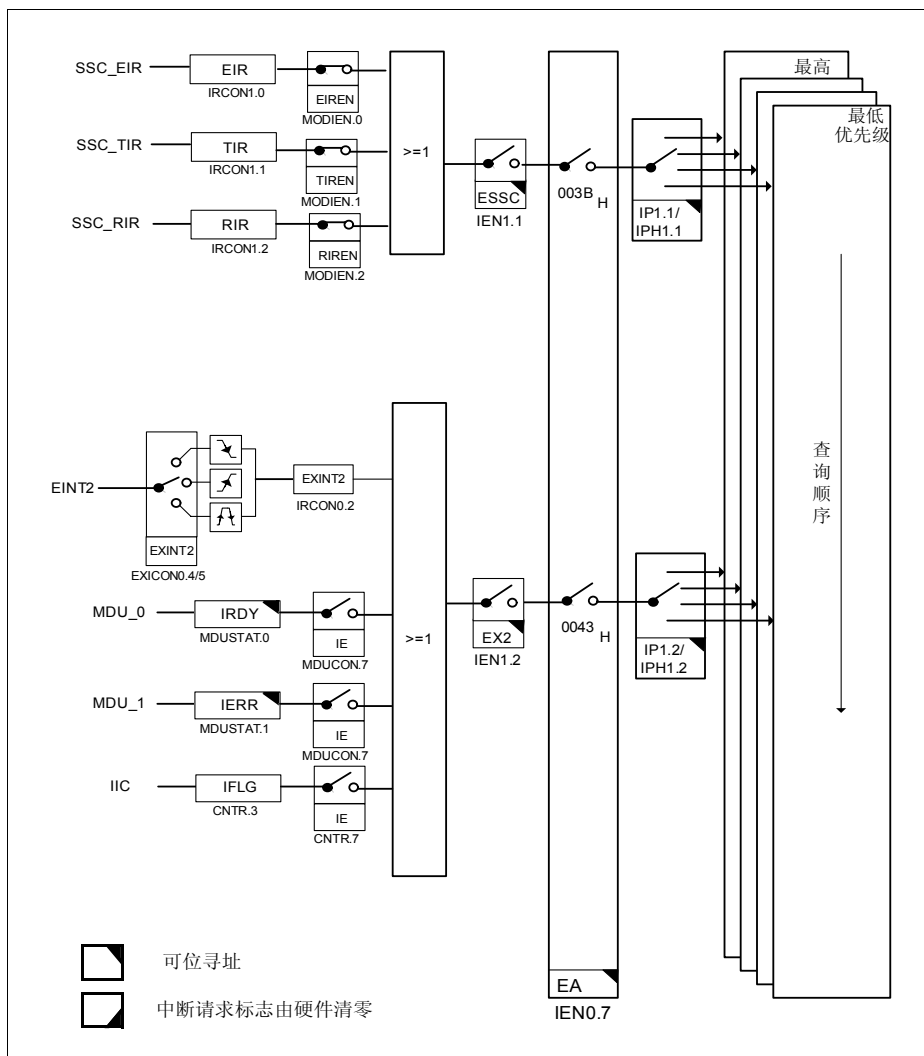 最高
最低
优先级
SSC_EIR
EIR
IRCON1.0
EIREN
MODIEN.0
SSC_TIR
TIR
IRCON1.1
TIREN
MODIEN.1
SSC_RIR
RIR
IRCON1.2
RIREN
MODIEN.2
>=1
ESSC
IEN1.1
003B H
IP1.1/
IPH1.1
查询顺序
EINT2
EXINT2
EXICON0.4/5
EXINT2
IRCON0.2
MDU_0
IRDY
MDUSTAT.0
IE
MDUCON.7
MDU_1
IERR
MDUSTAT.1
IE
MDUCON.7
IIC
IFLG
CNTR.3
IE
CNTR.7
>=1
EX2
IEN1.2
0043 H
IP1.2/
IPH1.2
EA
IEN0.7
可位寻址
中断请求标志由硬件清零